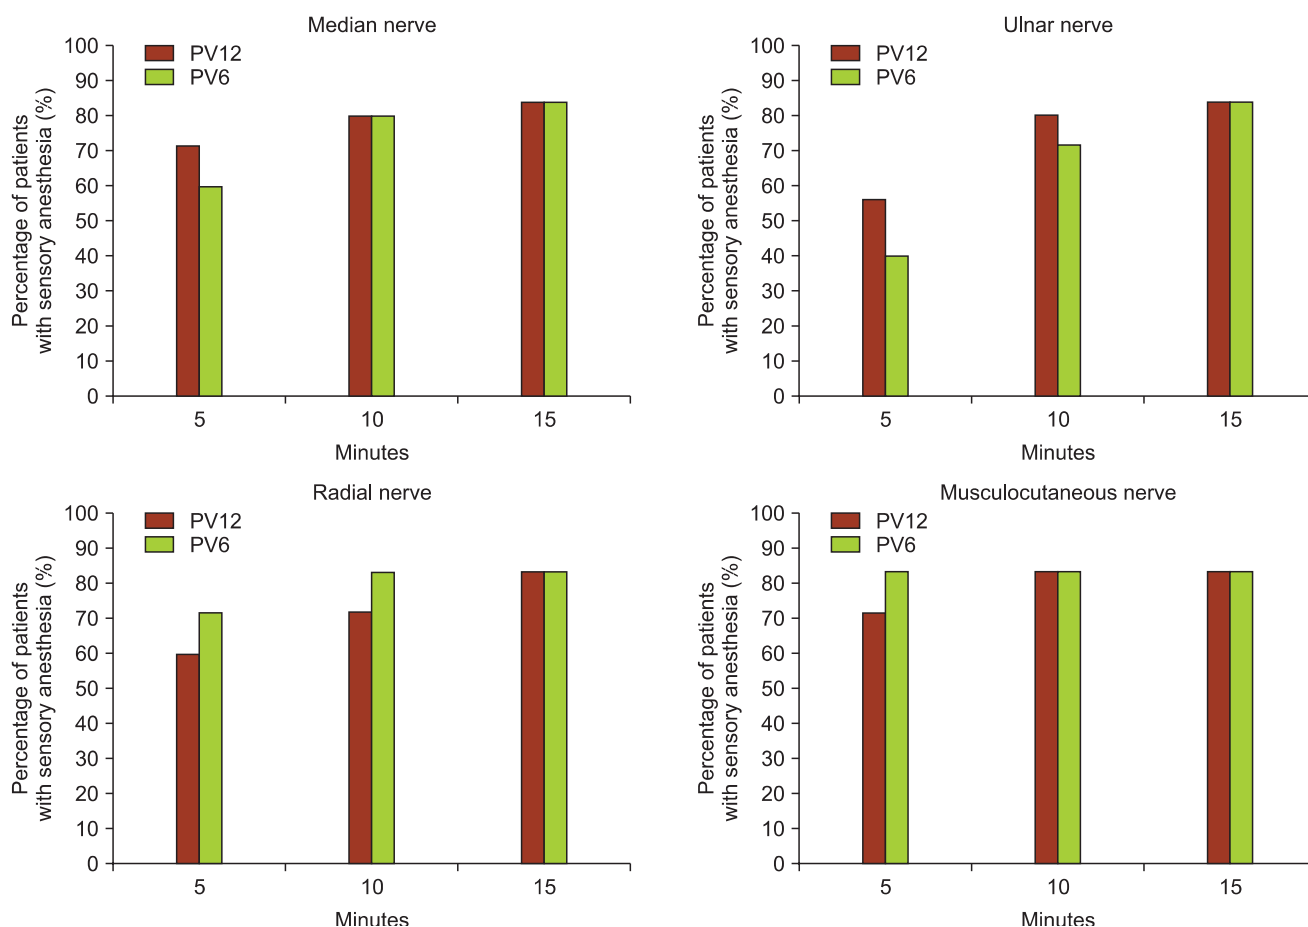 Median nerve
PV12
PV6
Percentage of patients
with sensory anesthesia (%)
100
90
80
70
60
50
40
30
20
10
0
5 10 15
Minutes
Ulnar nerve
PV12
PV6
Percentage of patients
with sensory anesthesia (%)
100
90
80
70
60
50
40
30
20
10
0
5 10 15
Minutes
Radial nerve
PV12
PV6
Percentage of patients
with sensory anesthesia (%)
100
90
80
70
60
50
40
30
20
10
0
5 10 15
Minutes
Musculocutaneous nerve
PV12
PV6
Percentage of patients
with sensory anesthesia (%)
100
90
80
70
60
50
40
30
20
10
0
5 10 15
Minutes